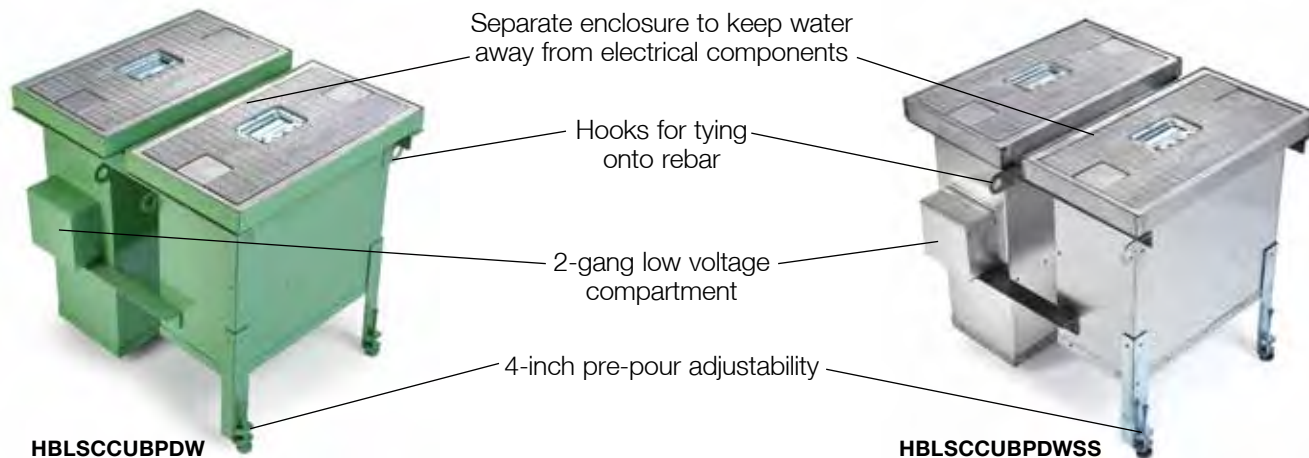 Separate enclosure to keep water
away from electrical components
Hooks for tying
onto rebar
2-gang low voltage
compartment
4-inch pre-pour adjustability
HBLSCCUBPDW
HBLSCCUBPDWSS